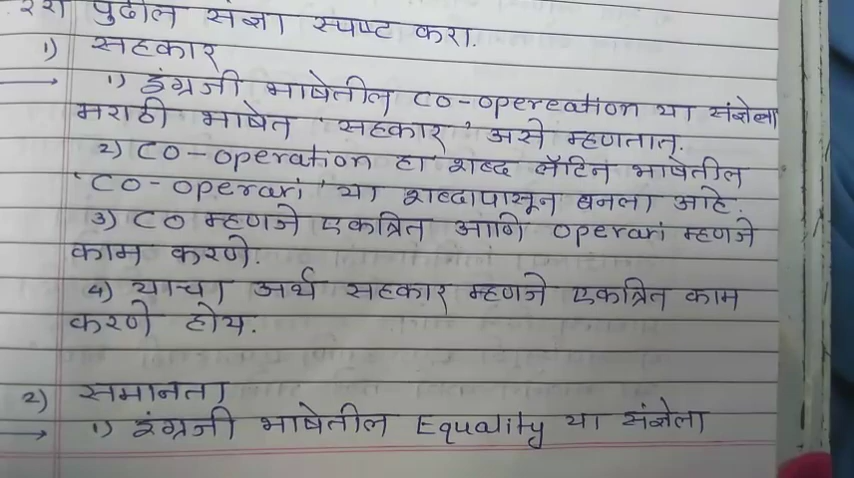 २रा पुढील संज्ञा स्पष्ट करा.
१) सहकार
→ १) इंग्रजी भाषेतील co-opereation या संज्ञेला
मराठी भाषेत 'सहकार' असे म्हणतात.
२) co-operation हा शब्द लॅटिन भाषेतील
'co-operari' या शब्दापासून बनला आहे.
३) co म्हणजे एकत्रित आणि operari म्हणजे
काम करणे.
४) याचा अर्थ सहकार म्हणजे एकत्रित काम
करणे होय.
२) समानता
→ १) इंग्रजी भाषेतील Equality या संज्ञेला